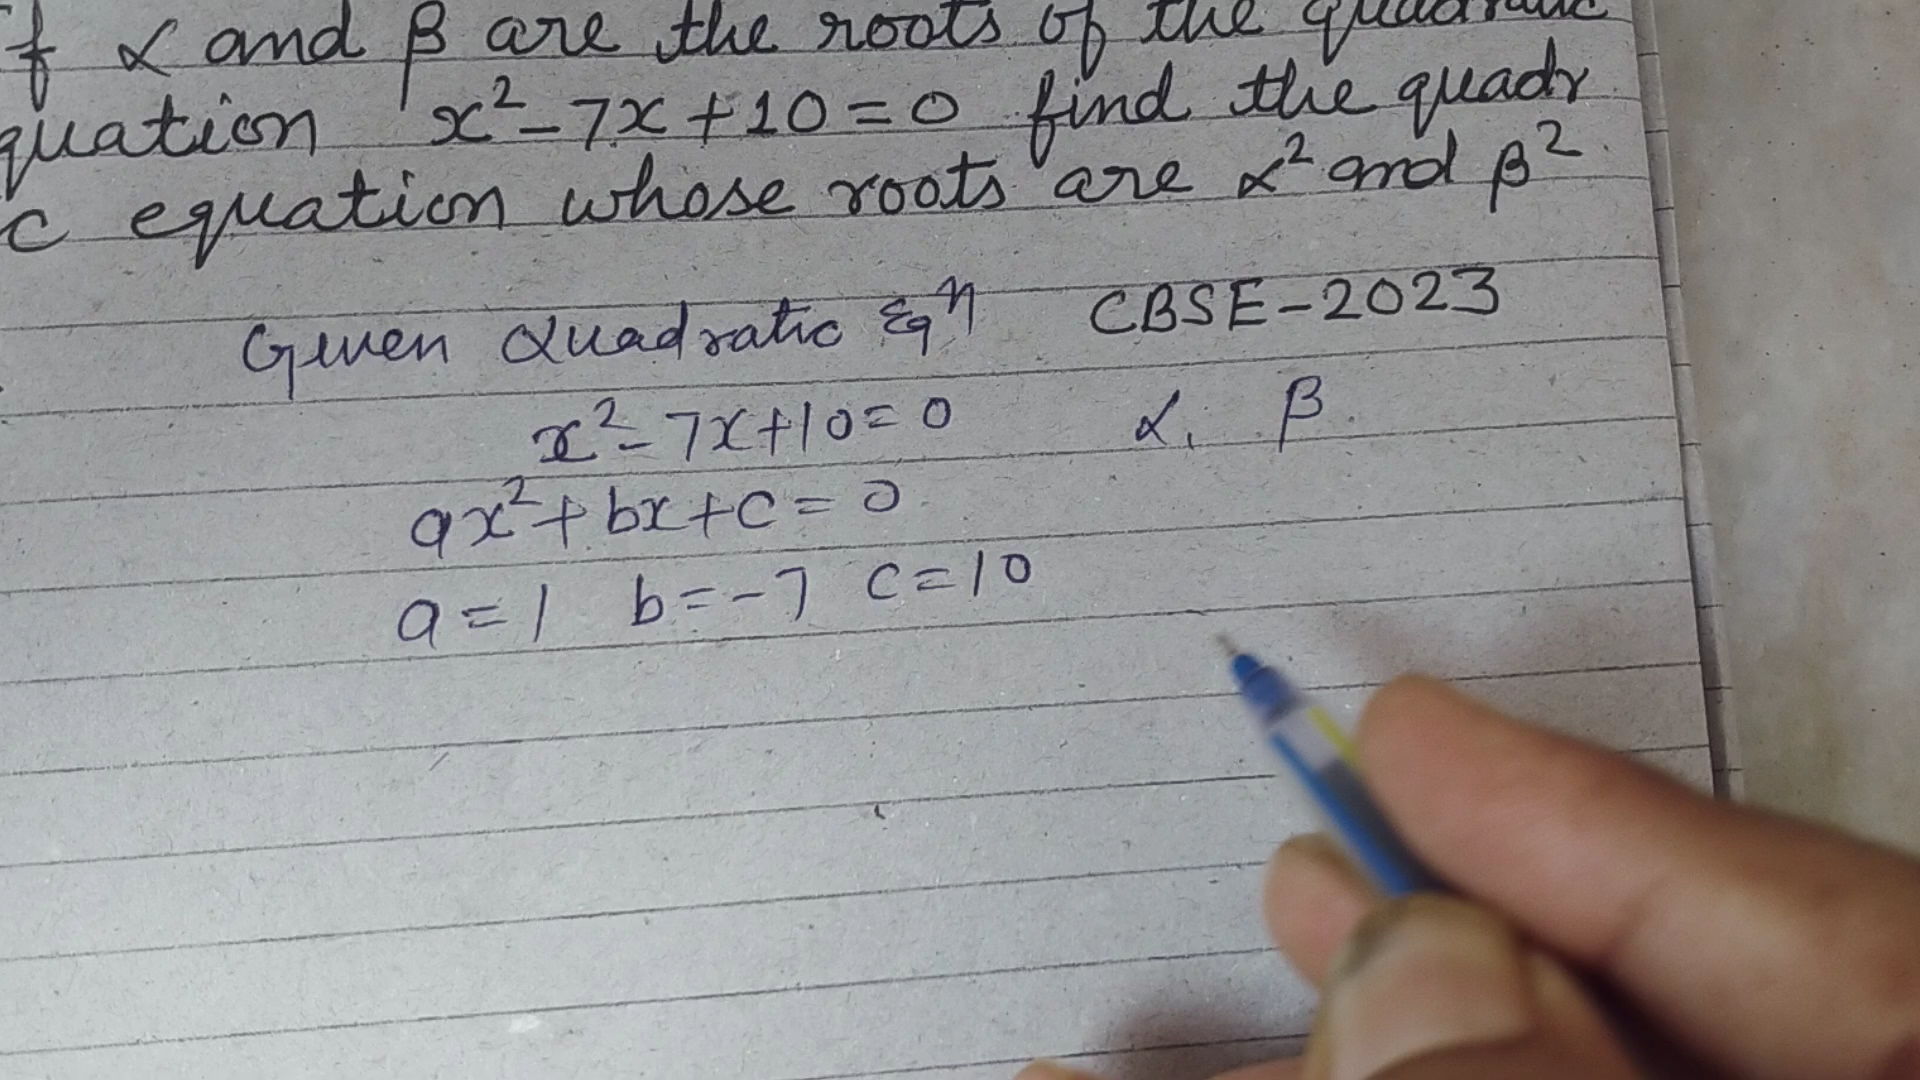 f α and β are the roots of the quadratic
quation x² - 7x + 10 = 0 find the quadr
c equation whose roots are α² and β²
Given Quadratic Eqⁿ CBSE-2023
x² - 7x + 10 = 0 α, β
ax² + bx + c = 0
a = 1 b = -7 c = 10